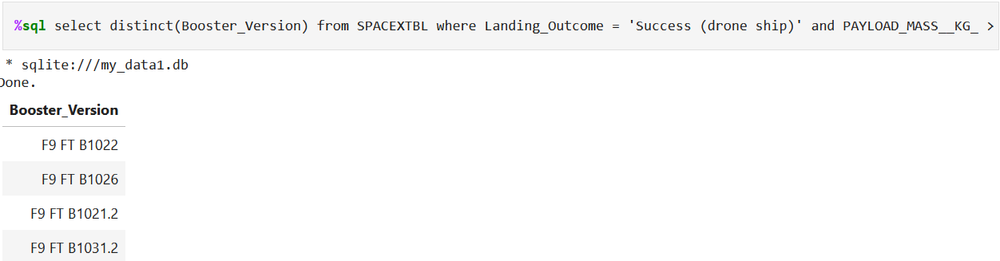 %sql select distinct(Booster_Version) from SPACEXTBL where Landing_Outcome = 'Success (drone ship)' and PAYLOAD_MASS__KG_ >
* sqlite:///my_data1.db
Done.
Booster_Version
F9 FT B1022
F9 FT B1026
F9 FT B1021.2
F9 FT B1031.2